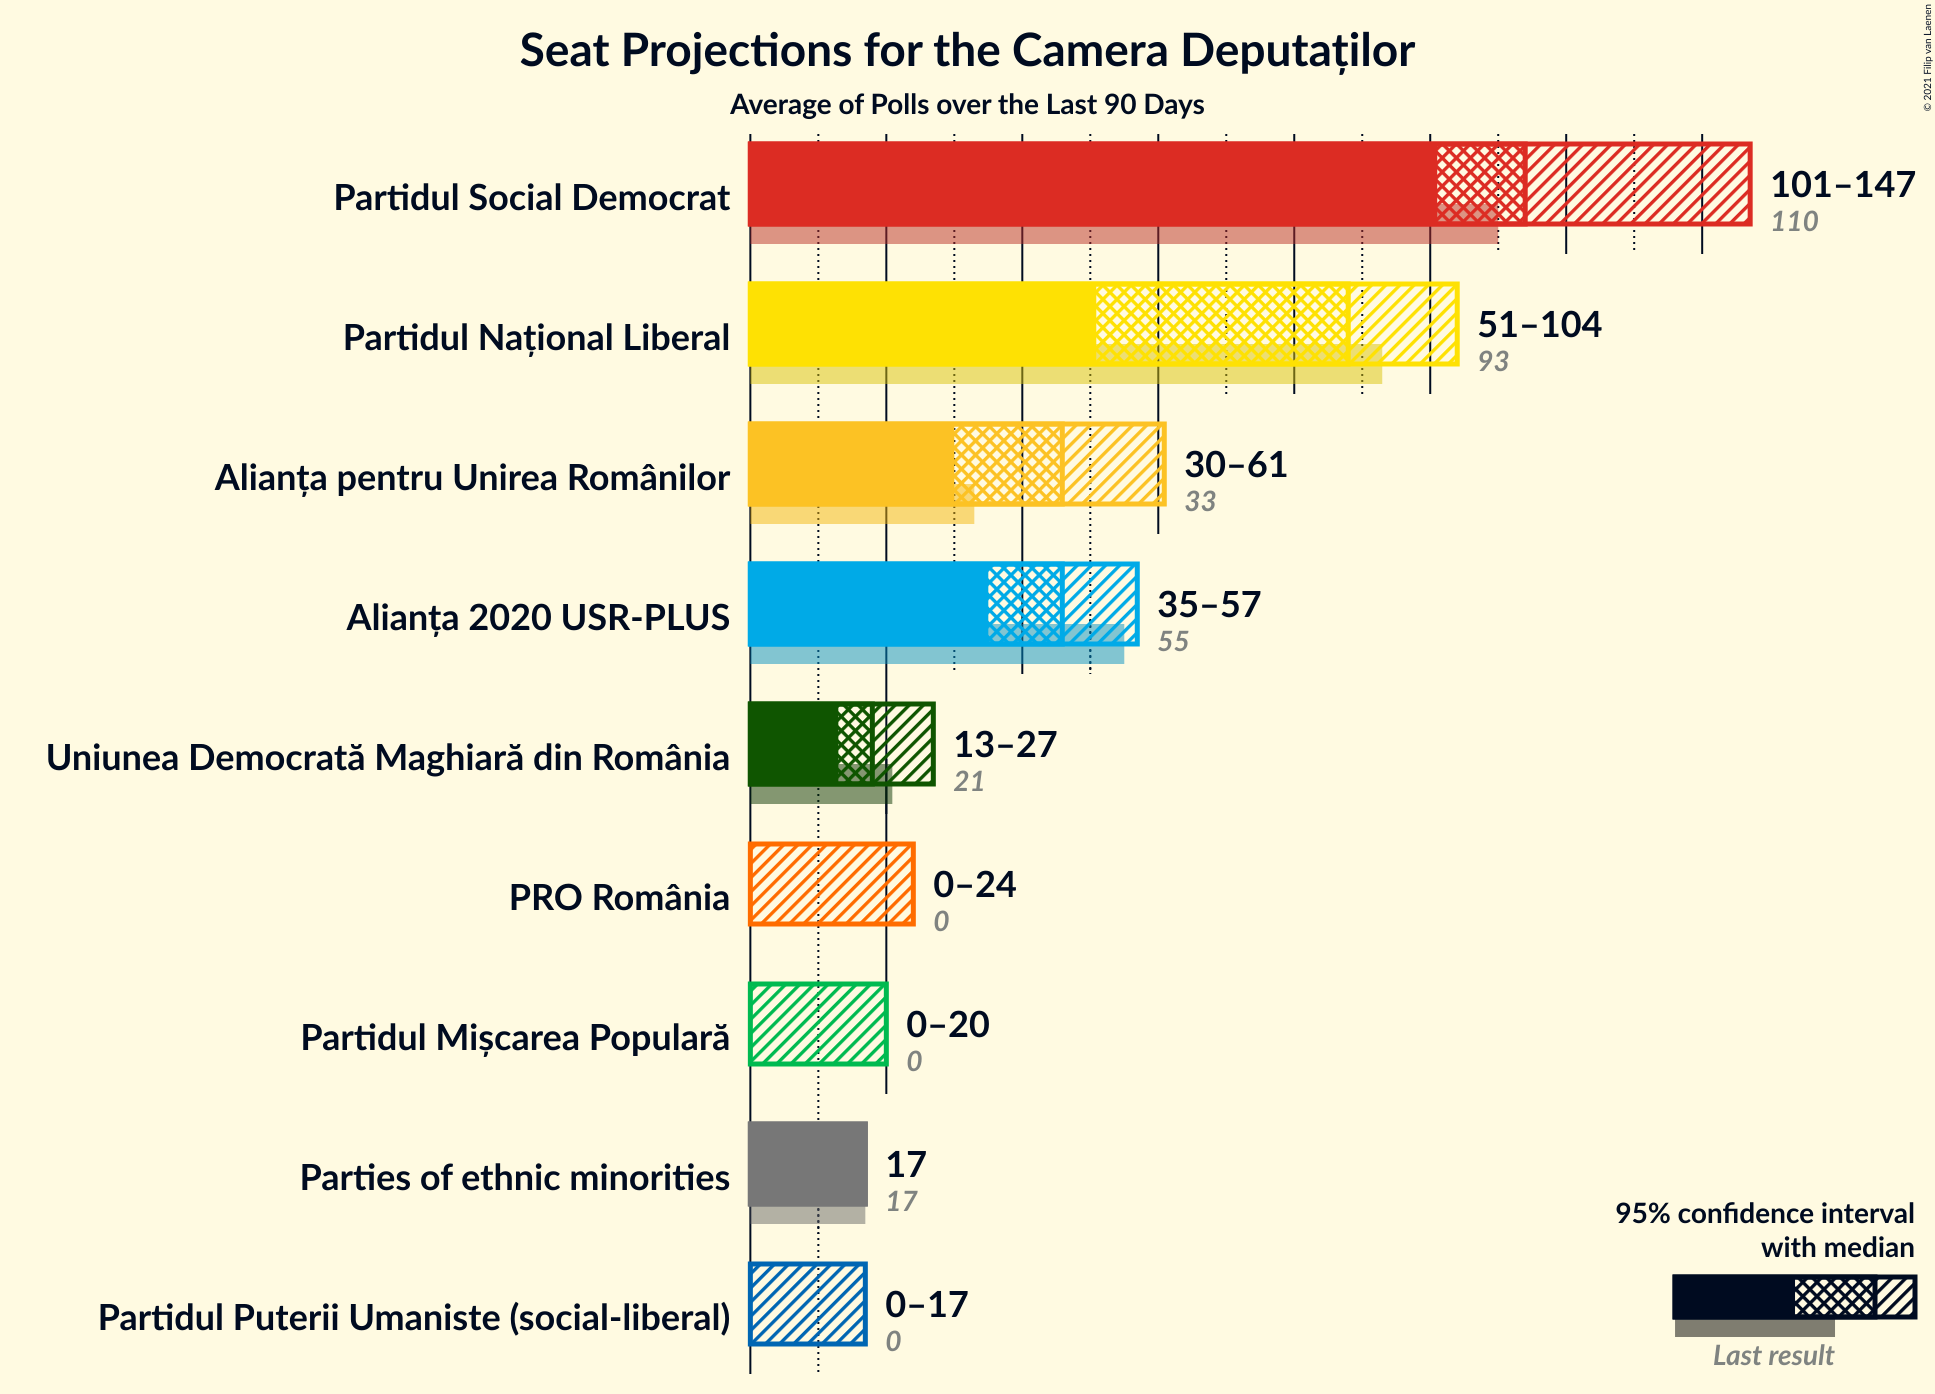 Seat Projections for the Camera Deputaților
Average of Polls over the Last 90 Days
© 2021 Filip van Laenen
Partidul Social Democrat
101–147
110
Partidul Național Liberal
51–104
93
Alianța pentru Unirea Românilor
30–61
33
Alianța 2020 USR-PLUS
35–57
55
Uniunea Democrată Maghiară din România
13–27
21
PRO România
0–24
0
Partidul Mișcarea Populară
0–20
0
Parties of ethnic minorities
17
17
Partidul Puterii Umaniste (social-liberal)
0–17
0
95% confidence interval
with median
Last result